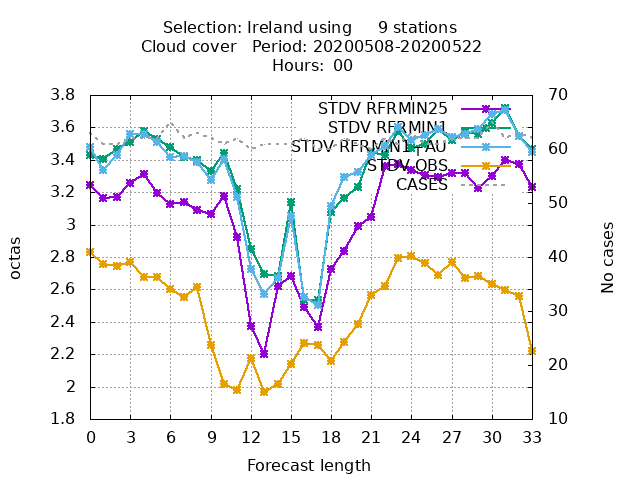 Selection: Ireland using 9 stations
Cloud cover Period: 20200508-20200522
Hours: 00
3.8
3.6
3.4
3.2
3
2.8
2.6
2.4
2.2
2
1.8
octas
STDV RFRMIN25
STDV RFRMIN1
STDV RFRMIN1+AU
STDV OBS
CASES
70
60
50
40
30
20
10
No cases
0 3 6 9 12 15 18 21 24 27 30 33
Forecast length